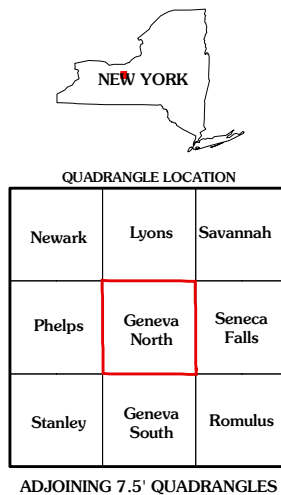 NEW YORK
QUADRANGLE LOCATION
Newark
Lyons
Savannah
Phelps
Geneva
North
Seneca
Falls
Stanley
Geneva
South
Romulus
ADJOINING 7.5' QUADRANGLES